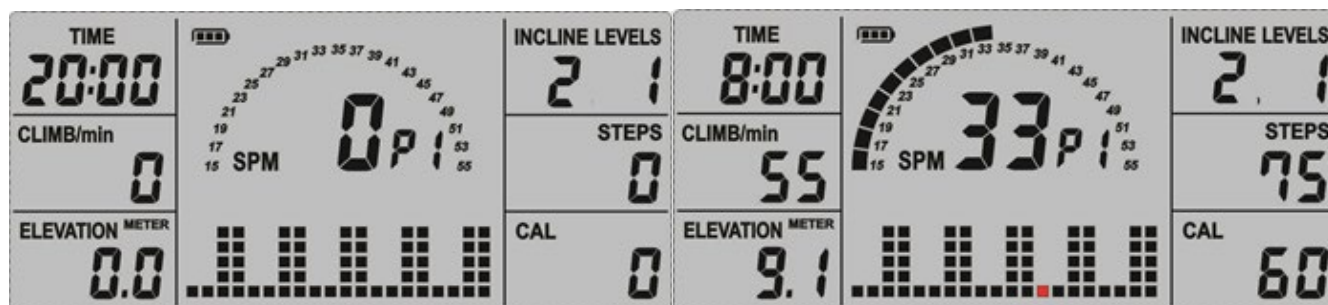 TIME
20:00
CLIMB/min
0
ELEVATION METER
0.0
15 17 19 21 23 25 27 29 31 33 35 37 39 41 43 45 47 49 51 53 55
SPM 0 P1
INCLINE LEVELS
2 1
STEPS
0
CAL
0
TIME
8:00
CLIMB/min
55
ELEVATION METER
9.1
15 17 19 21 23 25 27 29 31 33 35 37 39 41 43 45 47 49 51 53 55
SPM 33 P1
INCLINE LEVELS
2 1
STEPS
75
CAL
60